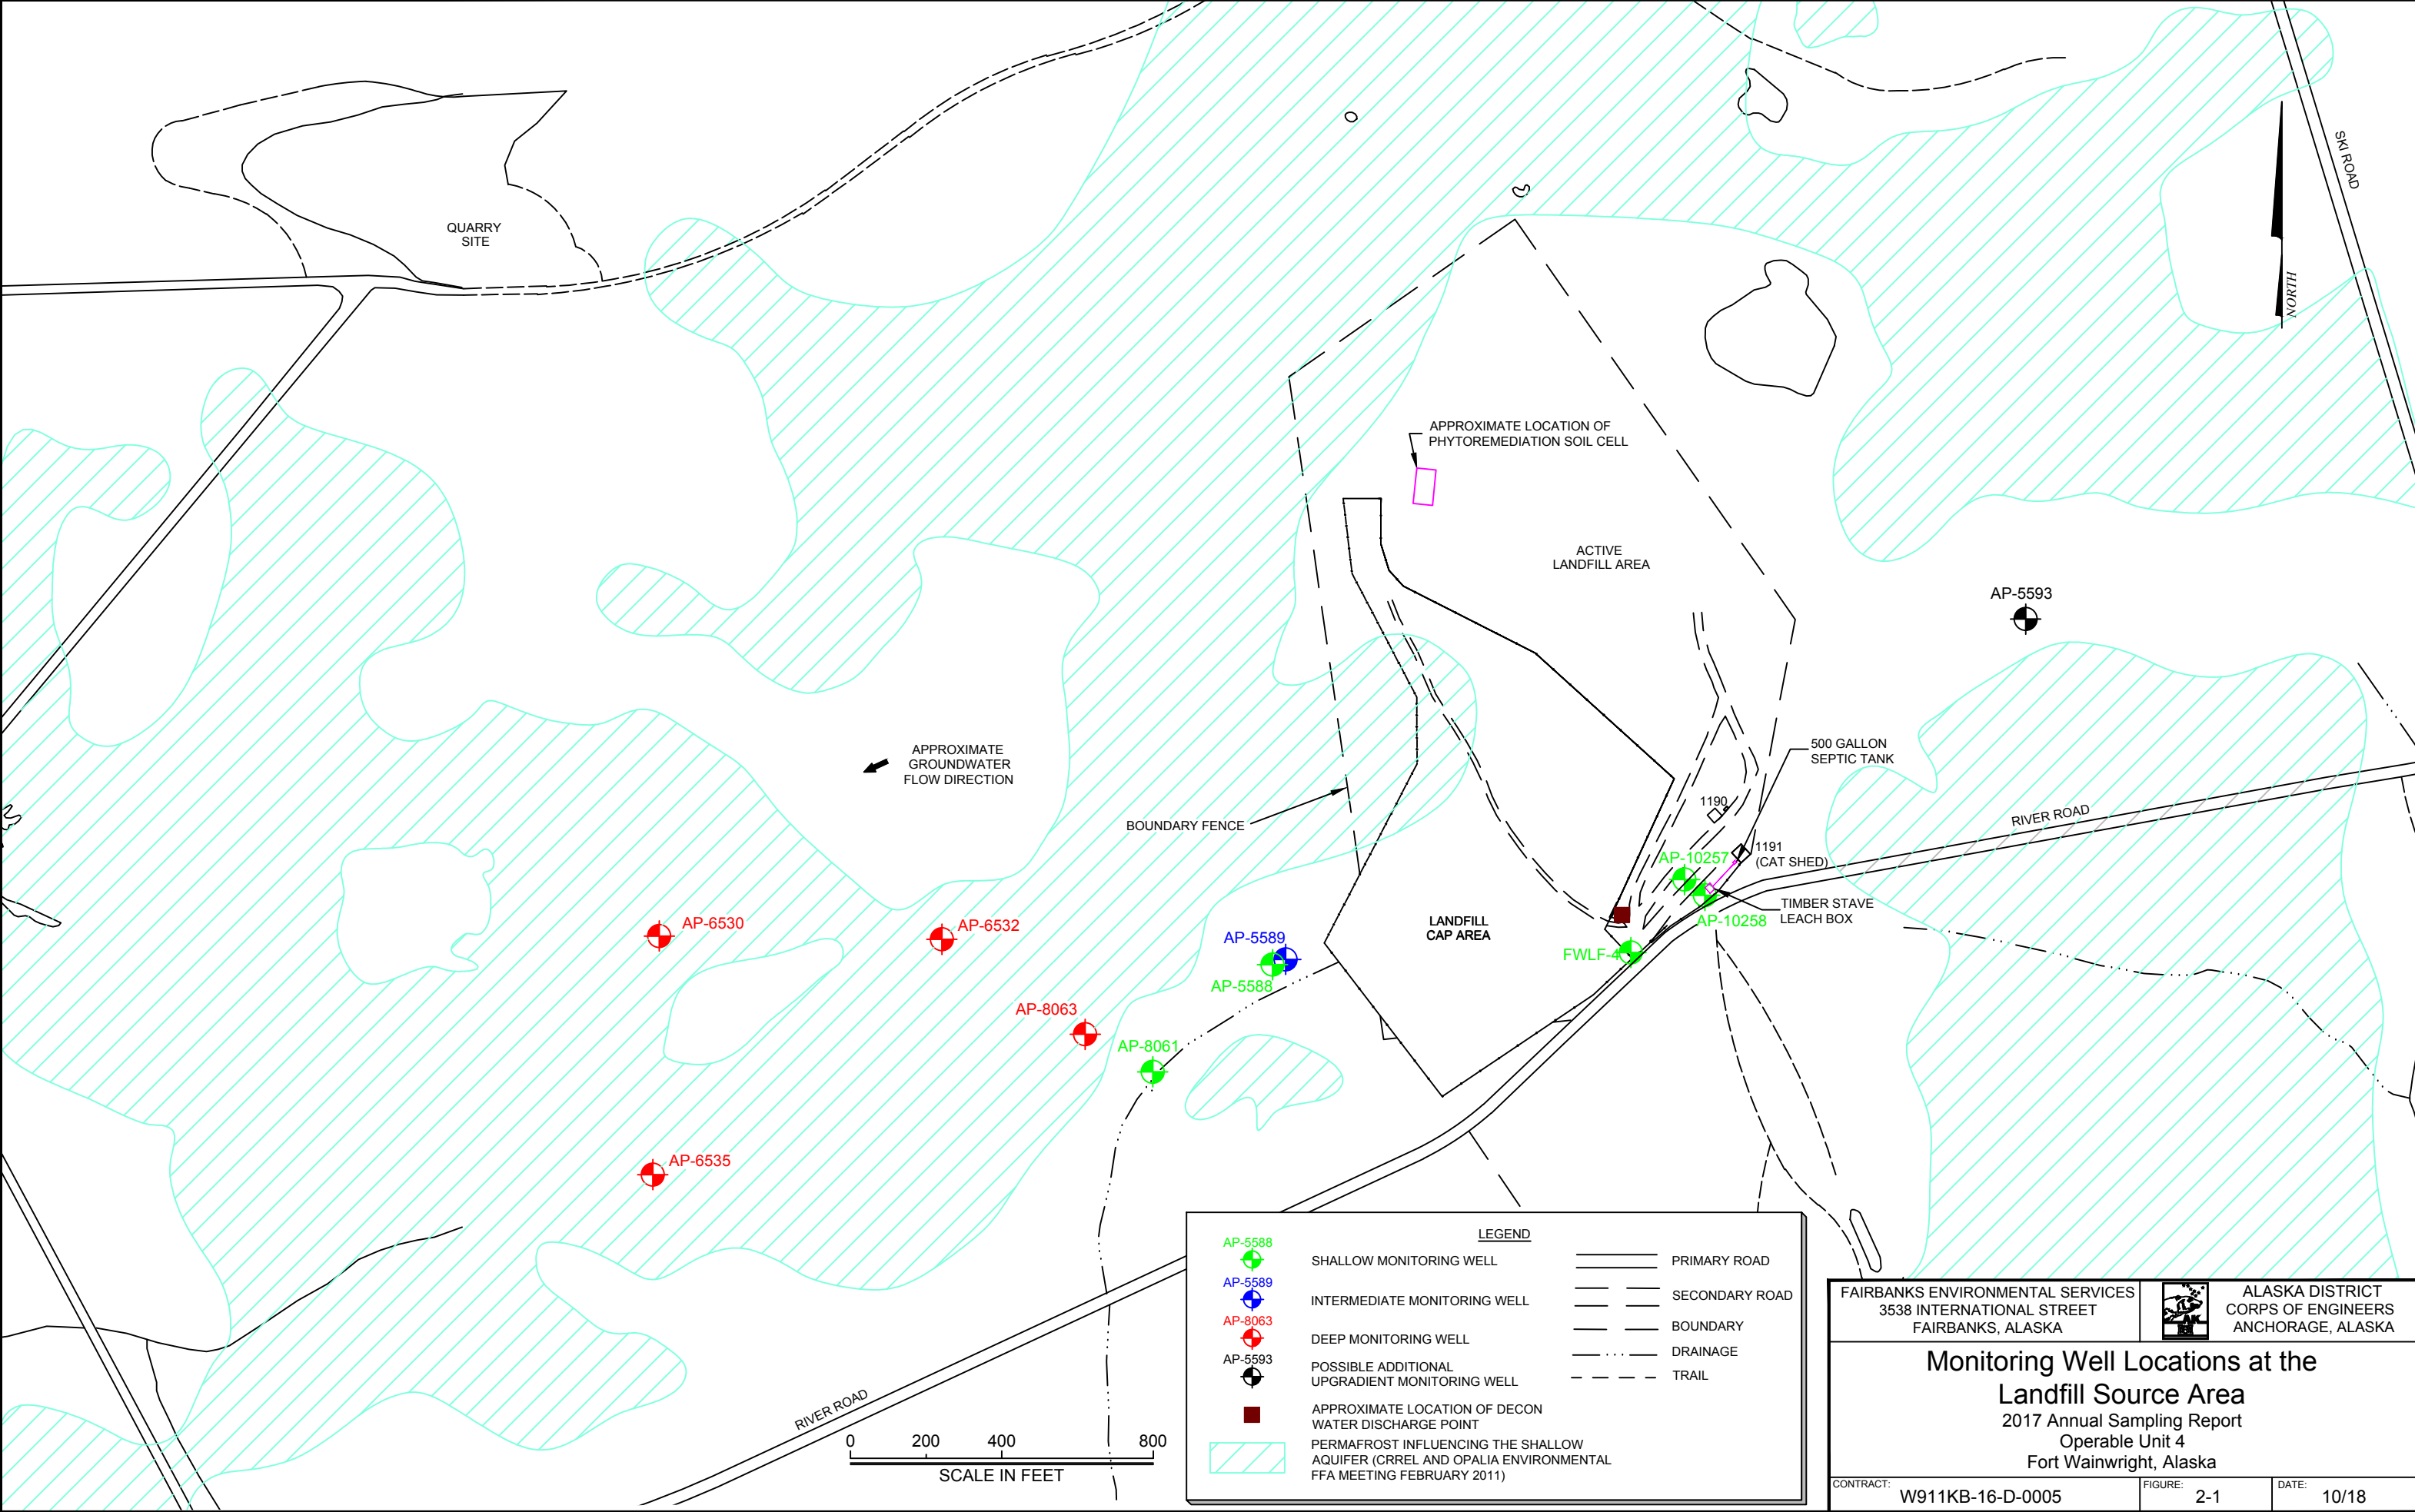 SKI ROAD
NORTH
QUARRY
SITE
APPROXIMATE LOCATION OF
PHYTOREMEDIATION SOIL CELL
ACTIVE
LANDFILL AREA
AP-5593
APPROXIMATE
GROUNDWATER
FLOW DIRECTION
500 GALLON
SEPTIC TANK
1190
RIVER ROAD
BOUNDARY FENCE
1191
(CAT SHED)
AP-10257
TIMBER STAVE
LEACH BOX
AP-10258
LANDFILL
CAP AREA
FWLF-4
AP-6530
AP-6532
AP-5589
AP-5588
AP-8063
AP-8061
AP-6535
RIVER ROAD
0 200 400 800
SCALE IN FEET
LEGEND
AP-5588
SHALLOW MONITORING WELL
AP-5589
INTERMEDIATE MONITORING WELL
AP-8063
DEEP MONITORING WELL
AP-5593
POSSIBLE ADDITIONAL
UPGRADIENT MONITORING WELL
APPROXIMATE LOCATION OF DECON
WATER DISCHARGE POINT
PERMAFROST INFLUENCING THE SHALLOW
AQUIFER (CRREL AND OPALIA ENVIRONMENTAL
FFA MEETING FEBRUARY 2011)
PRIMARY ROAD
SECONDARY ROAD
BOUNDARY
DRAINAGE
TRAIL
FAIRBANKS ENVIRONMENTAL SERVICES
3538 INTERNATIONAL STREET
FAIRBANKS, ALASKA
AK
ALASKA DISTRICT
CORPS OF ENGINEERS
ANCHORAGE, ALASKA
Monitoring Well Locations at the
Landfill Source Area
2017 Annual Sampling Report
Operable Unit 4
Fort Wainwright, Alaska
CONTRACT: W911KB-16-D-0005
FIGURE: 2-1
DATE: 10/18